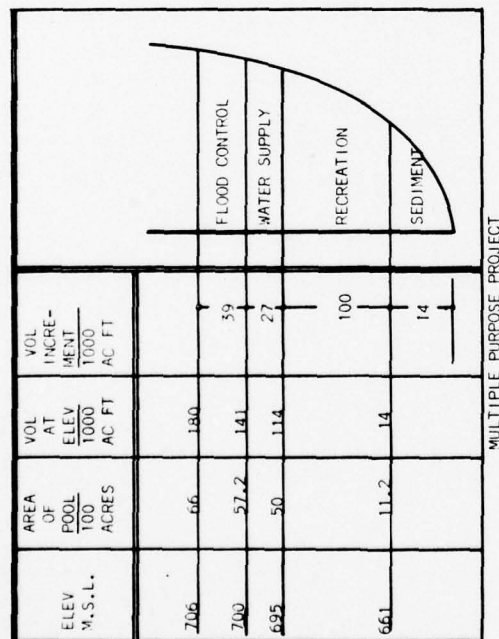 ELEV
M.S.L.
AREA
OF
POOL
100
ACRES
VOL
AT
ELEV
1000
AC FT
VOL
INCRE-
MENT
1000
AC FT
706
66
180
39
FLOOD CONTROL
700
57.2
141
27
WATER SUPPLY
695
50
114
100
RECREATION
661
11.2
14
14
SEDIMENT
MULTIPLE PURPOSE PROJECT